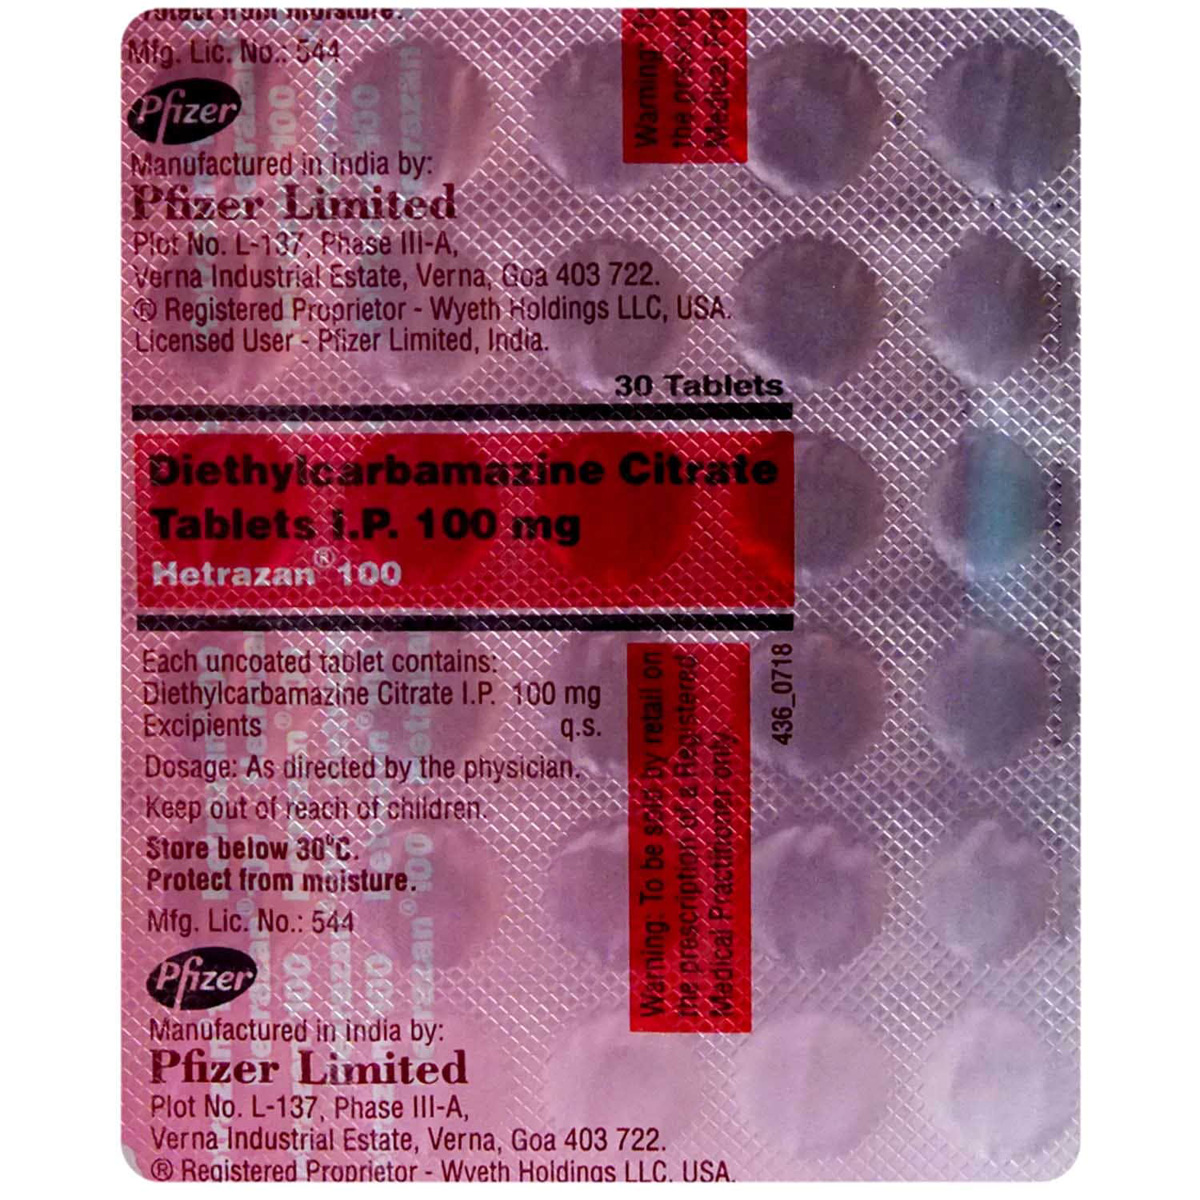 Protect from moisture.
Mfg. Lic. No.: 544
Pfizer
Manufactured in India by:
Pfizer Limited
Plot No. L-137, Phase III-A,
Verna Industrial Estate, Verna, Goa 403 722.
® Registered Proprietor - Wyeth Holdings LLC, USA.
Licensed User - Pfizer Limited, India.
Warning:
the
Medical
30 Tablets
Diethylcarbamazine Citrate
Tablets I.P. 100 mg
Hetrazan® 100
Each uncoated tablet contains:
Diethylcarbamazine Citrate I.P. 100 mg
Excipients q.s.
Dosage: As directed by the physician.
Keep out of reach of children.
Store below 30°C.
Protect from moisture.
Mfg. Lic. No.: 544
Pfizer
Manufactured in India by:
Pfizer Limited
Plot No. L-137, Phase III-A,
Verna Industrial Estate, Verna, Goa 403 722.
® Registered Proprietor - Wyeth Holdings LLC, USA.
Warning: To be sold by retail on
the prescription of a Registered
Medical Practitioner only.
436_0718